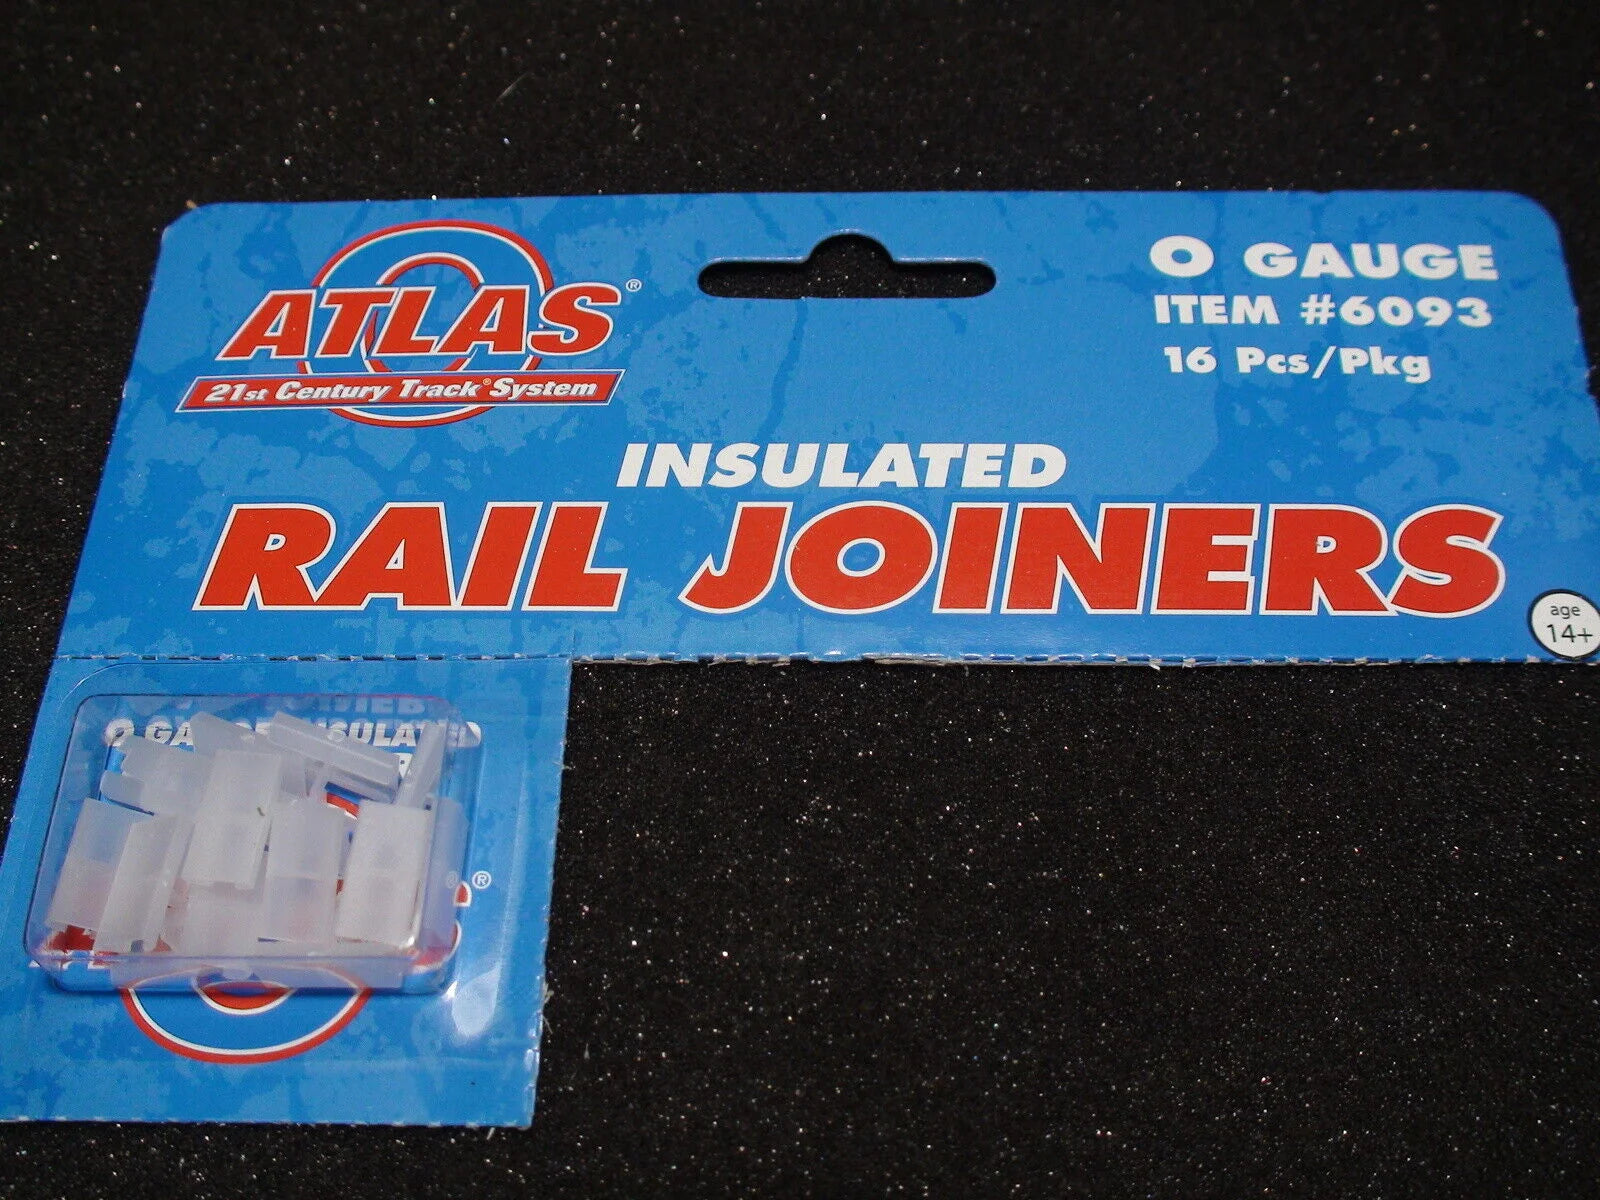 ATLAS®
21st Century Track® System
O GAUGE
ITEM #6093
16 Pcs/Pkg
INSULATED
RAIL JOINERS
age
14+
®